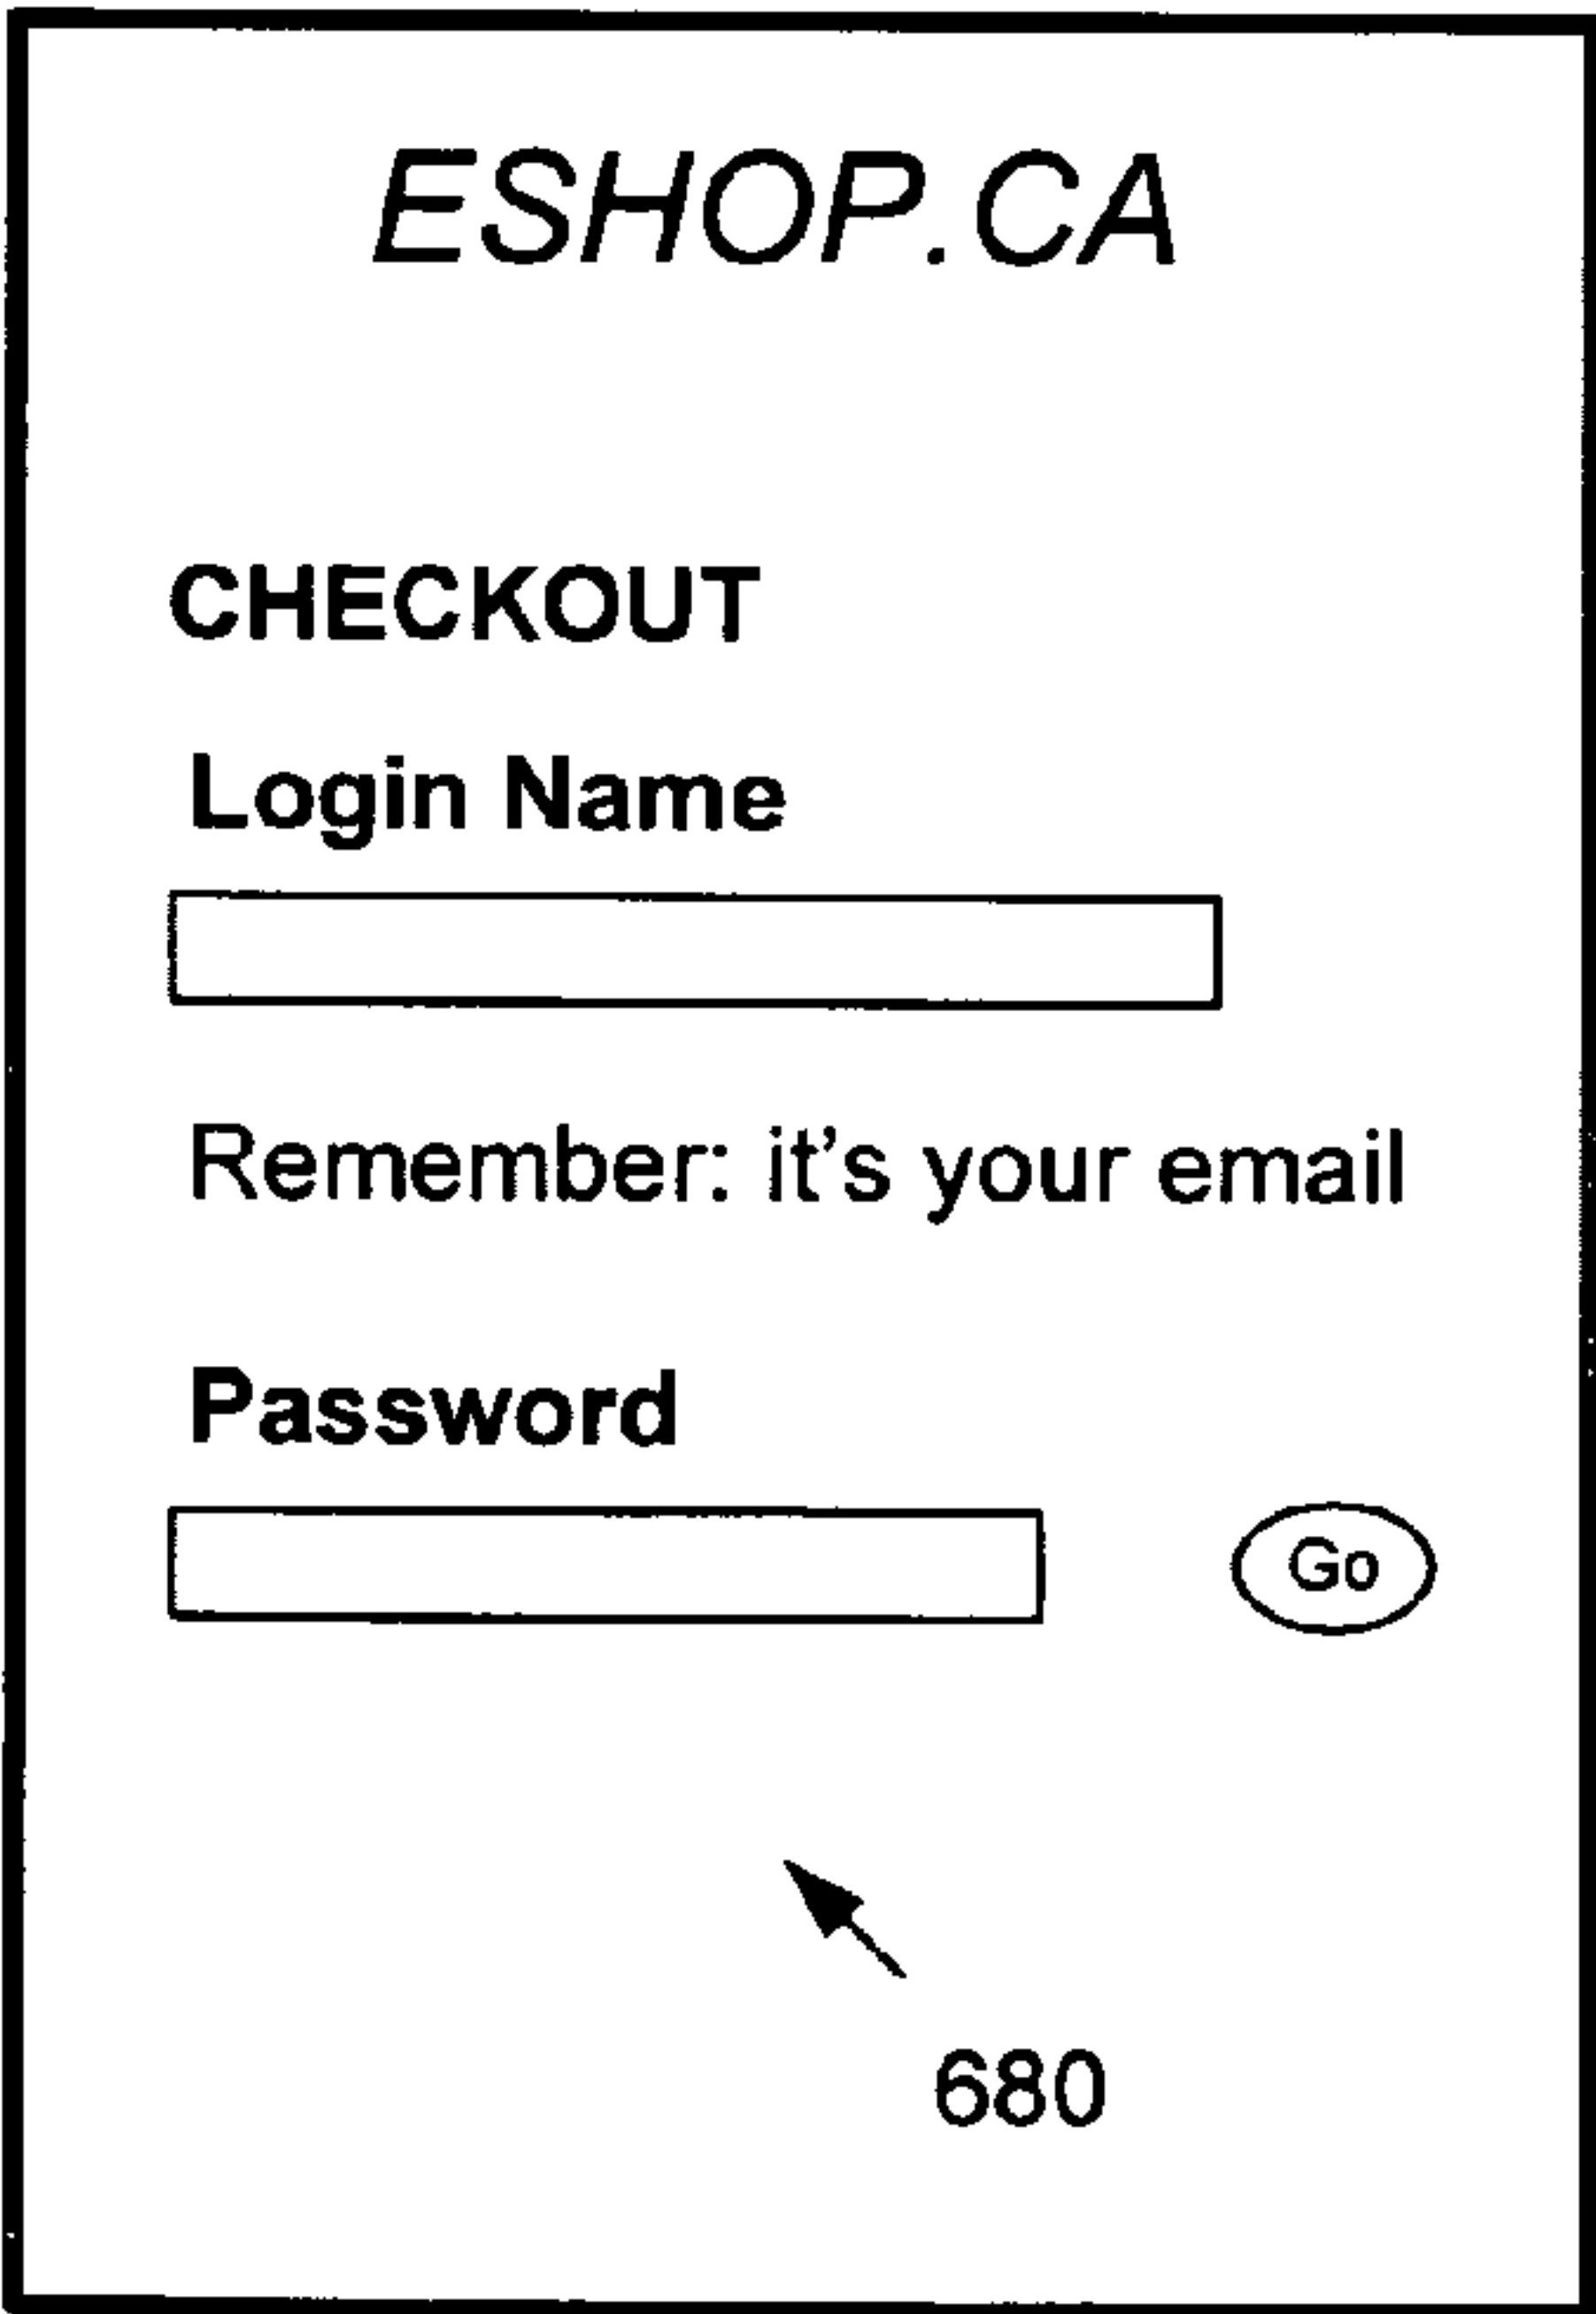 ESHOP.CA
CHECKOUT
Login Name
Remember: it's your email
Password
Go
680